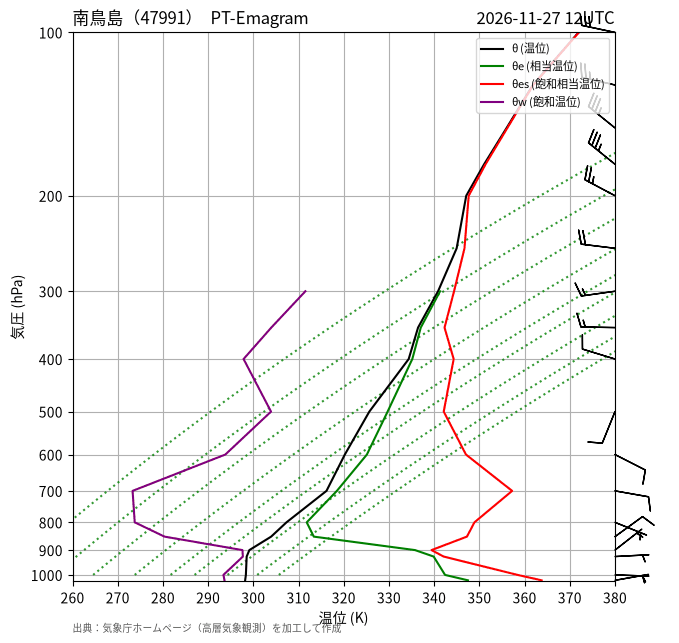 南鳥島（47991） PT-Emagram
2026-11-27 12UTC
θ (温位)
θe (相当温位)
θes (飽和相当温位)
θw (飽和温位)
100
200
300
400
500
600
700
800
900
1000
気圧 (hPa)
260 270 280 290 300 310 320 330 340 350 360 370 380
温位 (K)
出典：気象庁ホームページ（高層気象観測）を加工して作成